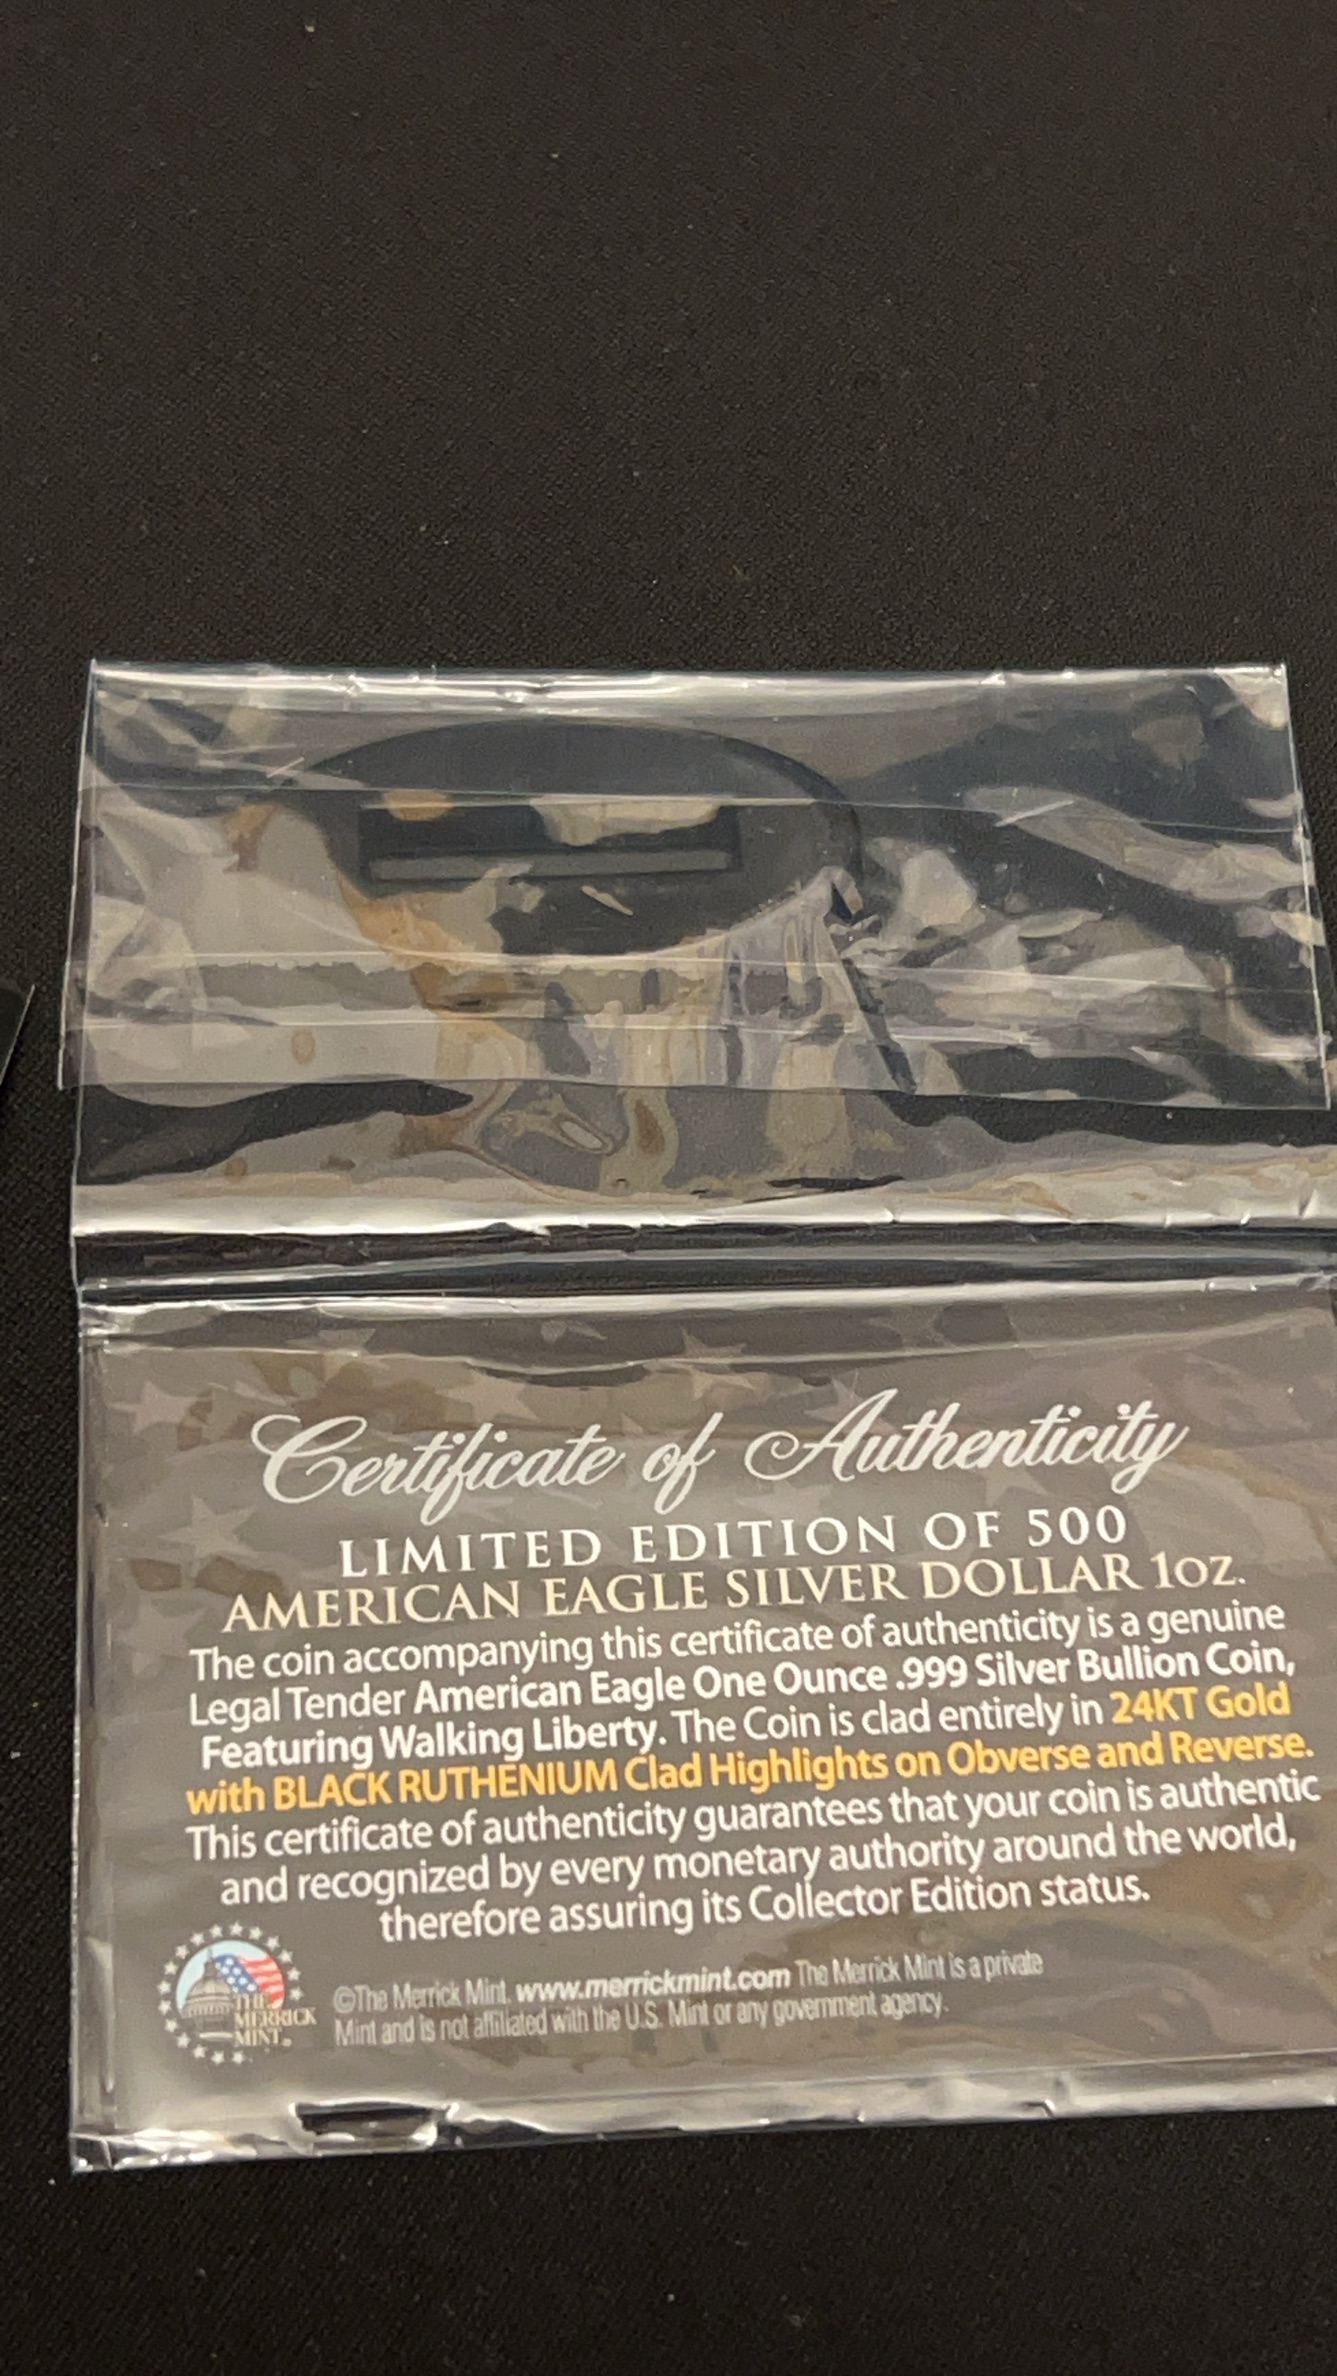 Certificate of Authenticity
LIMITED EDITION OF 500
AMERICAN EAGLE SILVER DOLLAR 1oz.
The coin accompanying this certificate of authenticity is a genuine
Legal Tender American Eagle One Ounce .999 Silver Bullion Coin,
Featuring Walking Liberty. The Coin is clad entirely in 24KT Gold
with BLACK RUTHENIUM Clad Highlights on Obverse and Reverse.
This certificate of authenticity guarantees that your coin is authentic
and recognized by every monetary authority around the world,
therefore assuring its Collector Edition status.
THE
MERRICK
MINT
©The Merrick Mint. www.merrickmint.com The Merrick Mint is a private
Mint and is not affiliated with the U.S. Mint or any government agency.